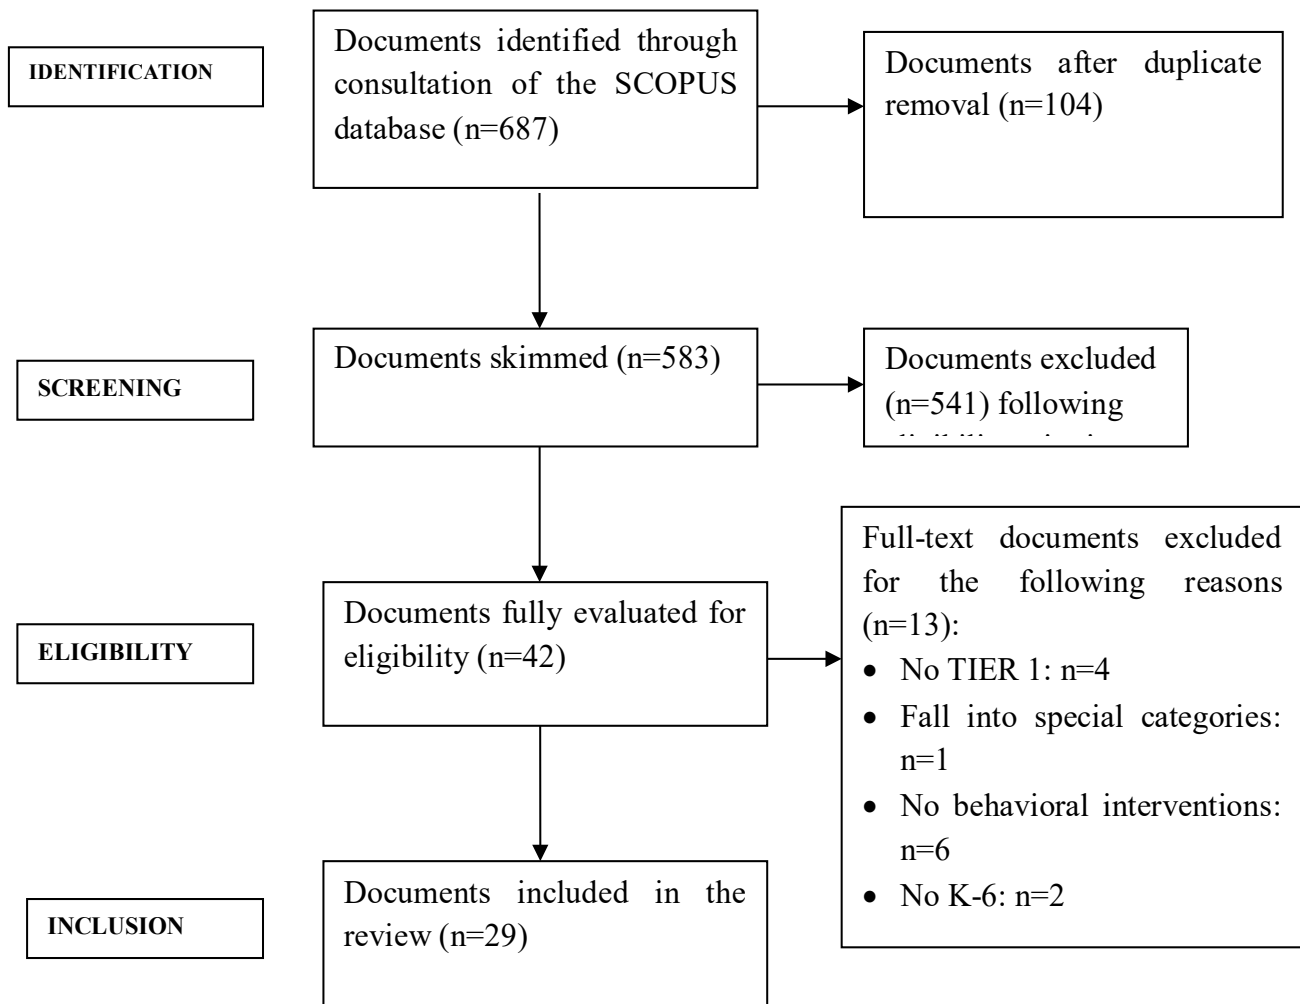 IDENTIFICATION
Documents identified through
consultation of the SCOPUS
database (n=687)
Documents after duplicate
removal (n=104)
SCREENING
Documents skimmed (n=583)
Documents excluded
(n=541) following
ELIGIBILITY
Documents fully evaluated for
eligibility (n=42)
Full-text documents excluded
for the following reasons
(n=13):
• No TIER 1: n=4
• Fall into special categories:
n=1
• No behavioral interventions:
n=6
• No K-6: n=2
INCLUSION
Documents included in the
review (n=29)